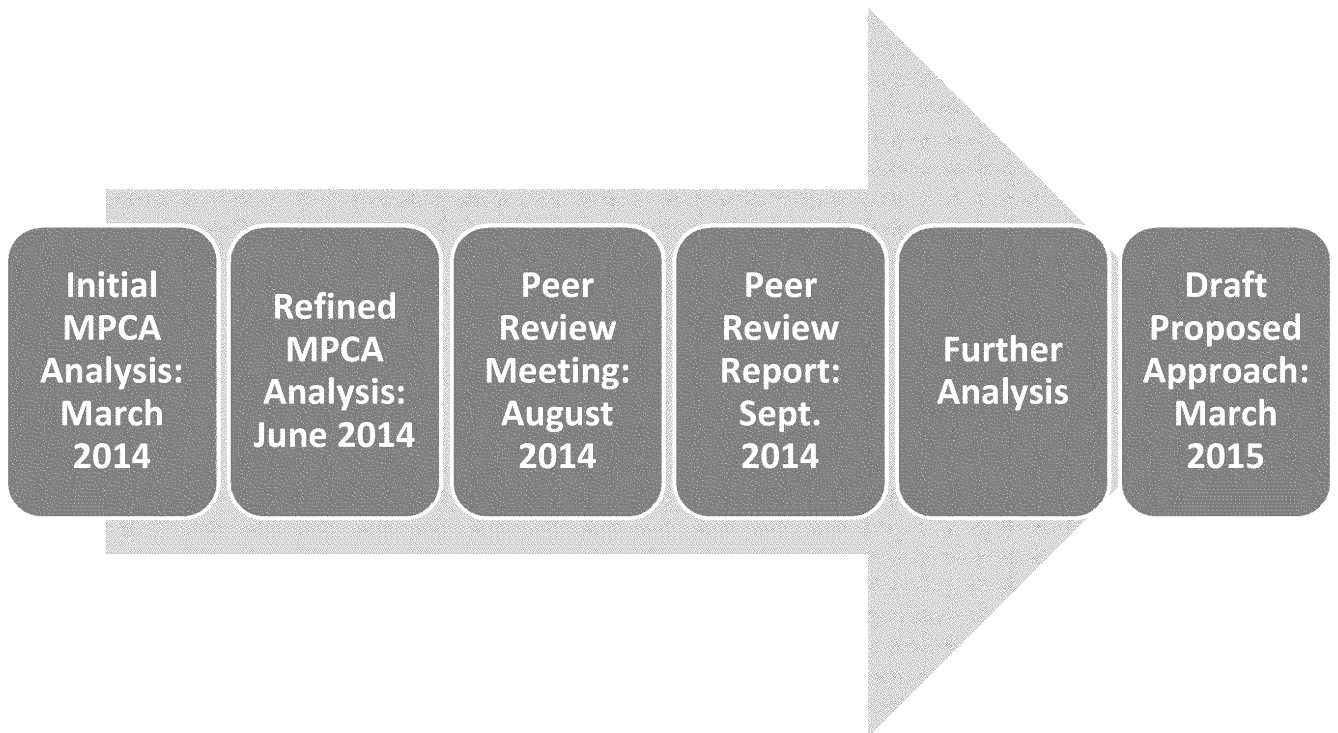 Initial
MPCA
Analysis:
March
2014
Refined
MPCA
Analysis:
June 2014
Peer
Review
Meeting:
August
2014
Peer
Review
Report:
Sept.
2014
Further
Analysis
Draft
Proposed
Approach:
March
2015